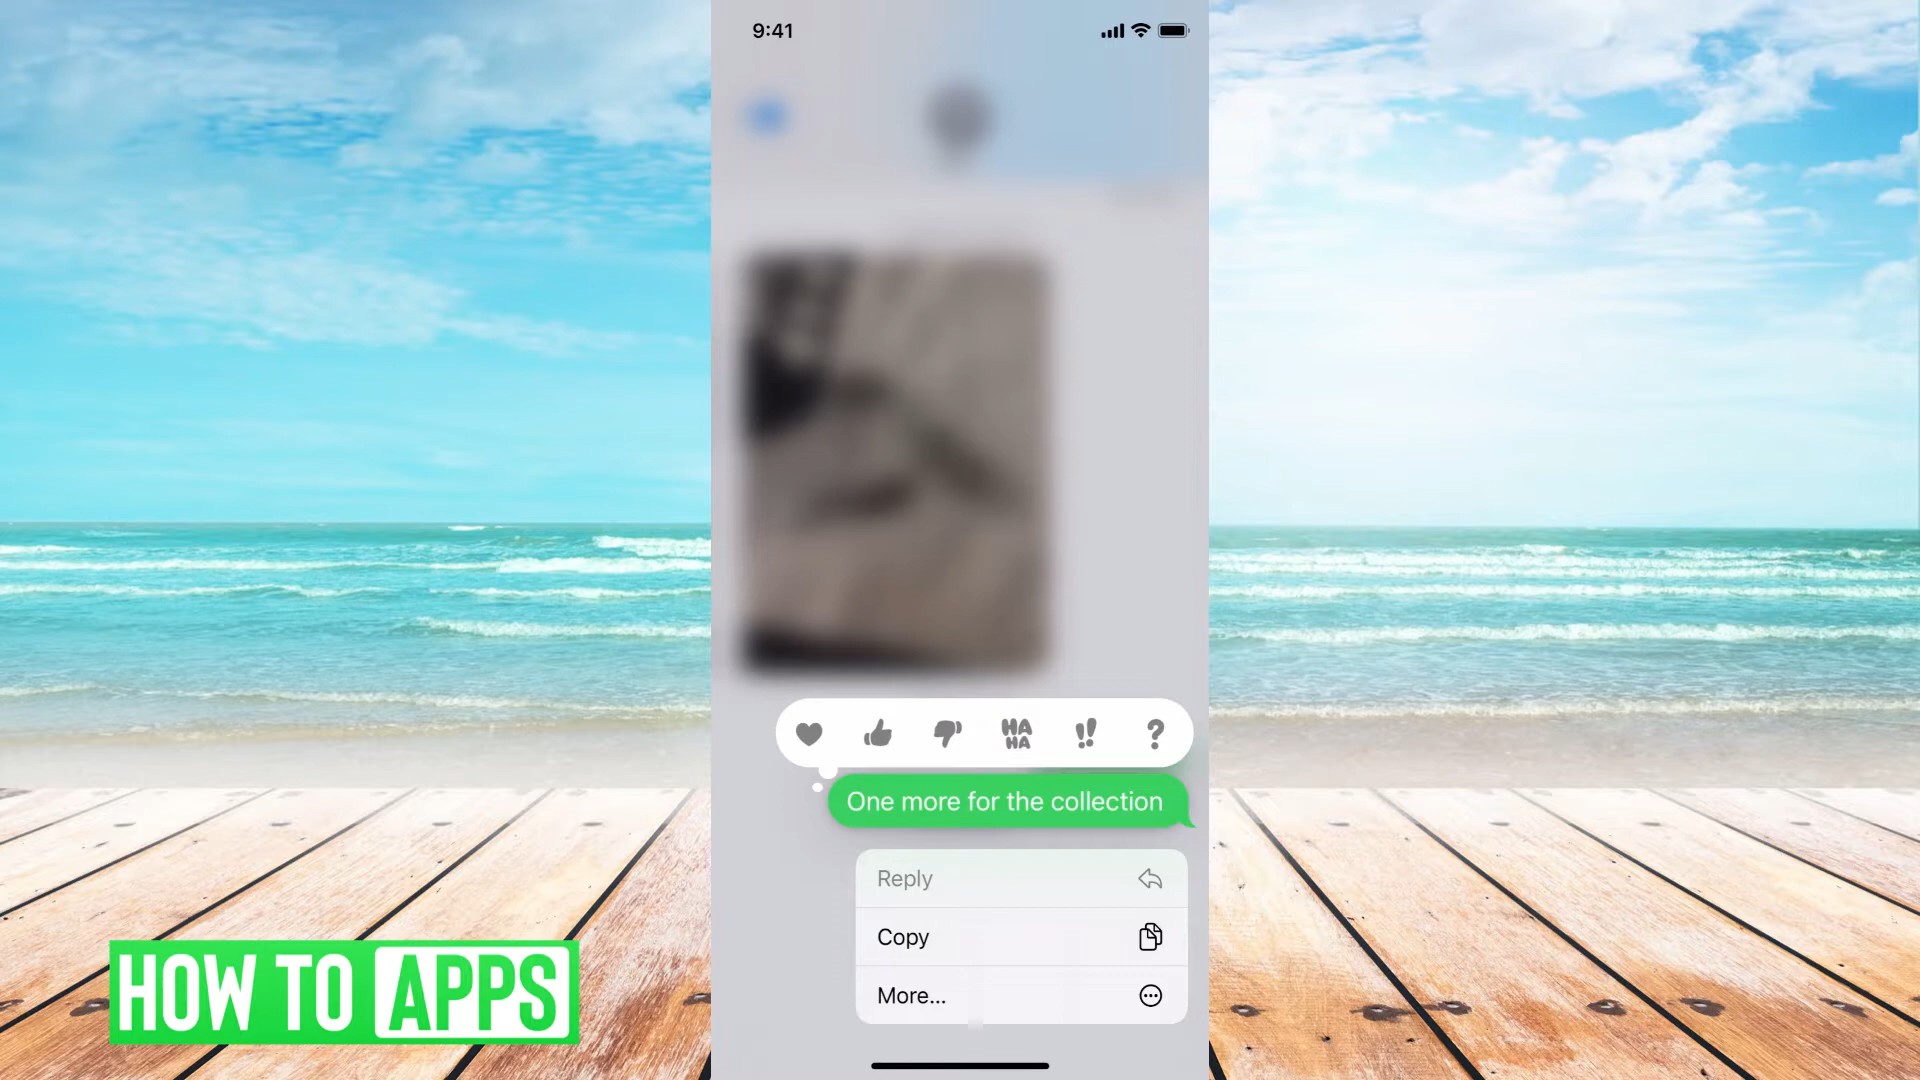 9:41
HA
HA
!!
?
One more for the collection
Reply
Copy
More...
HOW TO APPS